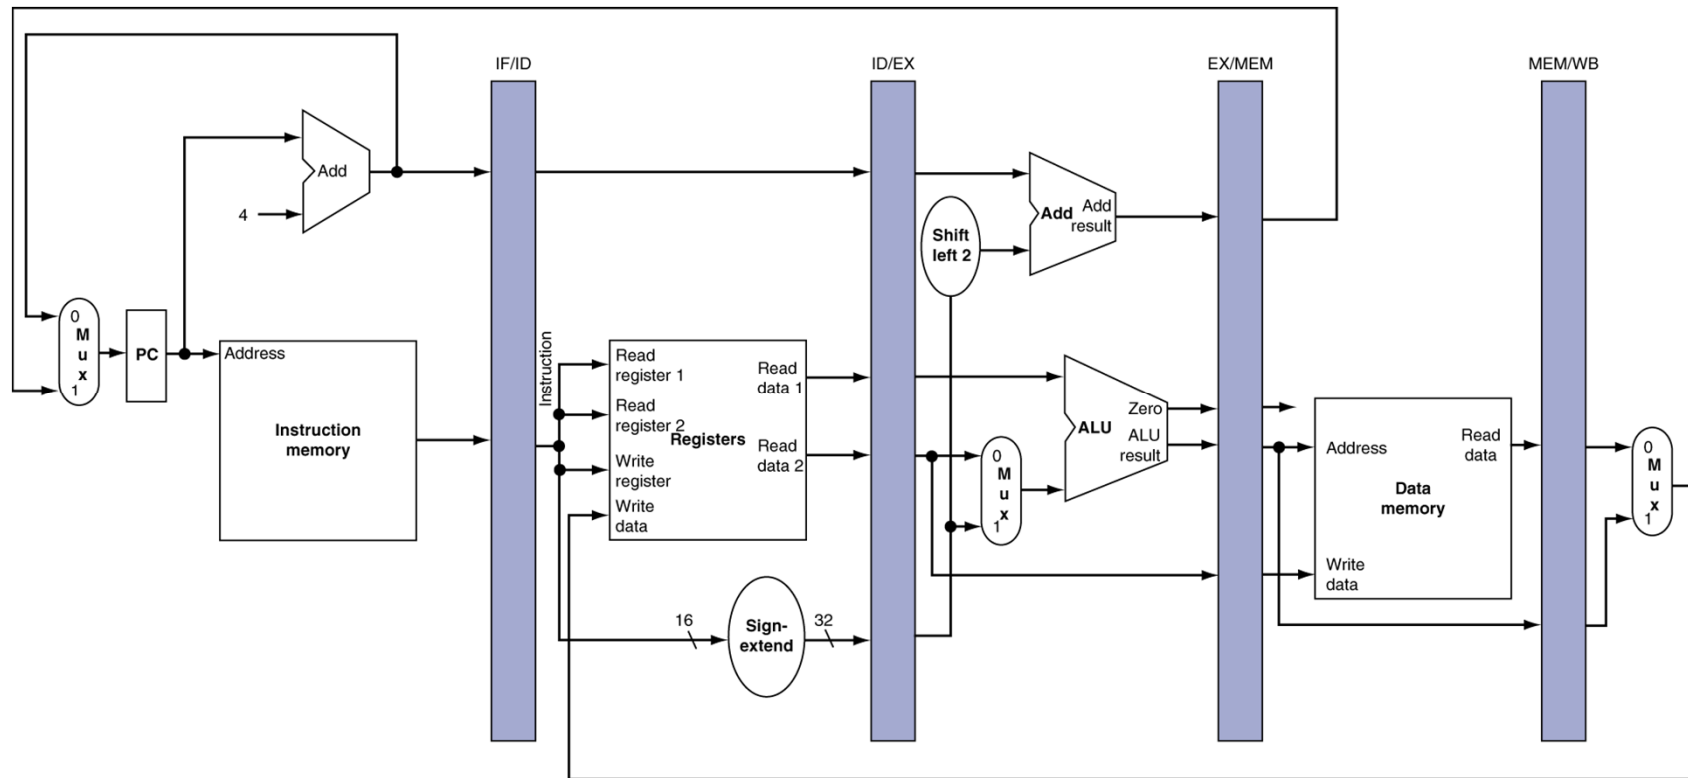 IF/ID
ID/EX
EX/MEM
MEM/WB
Add
4
Add
Add
result
Shift
left 2
0
M
u
x
1
PC
Address
Instruction
memory
Instruction
Read
register 1
Read
register 2
Write
register
Write
data
Registers
Read
data 1
Read
data 2
16
Sign-
extend
32
0
M
u
x
1
ALU
Zero
ALU
result
Address
Read
data
Data
memory
Write
data
0
M
u
x
1